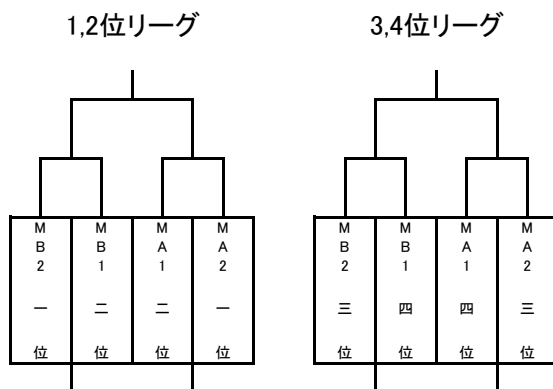 1,2位リーグ
3,4位リーグ
MB2 一位
MB1 二位
MA1 二位
MA2 一位
MB2 三位
MB1 四位
MA1 四位
MA2 三位